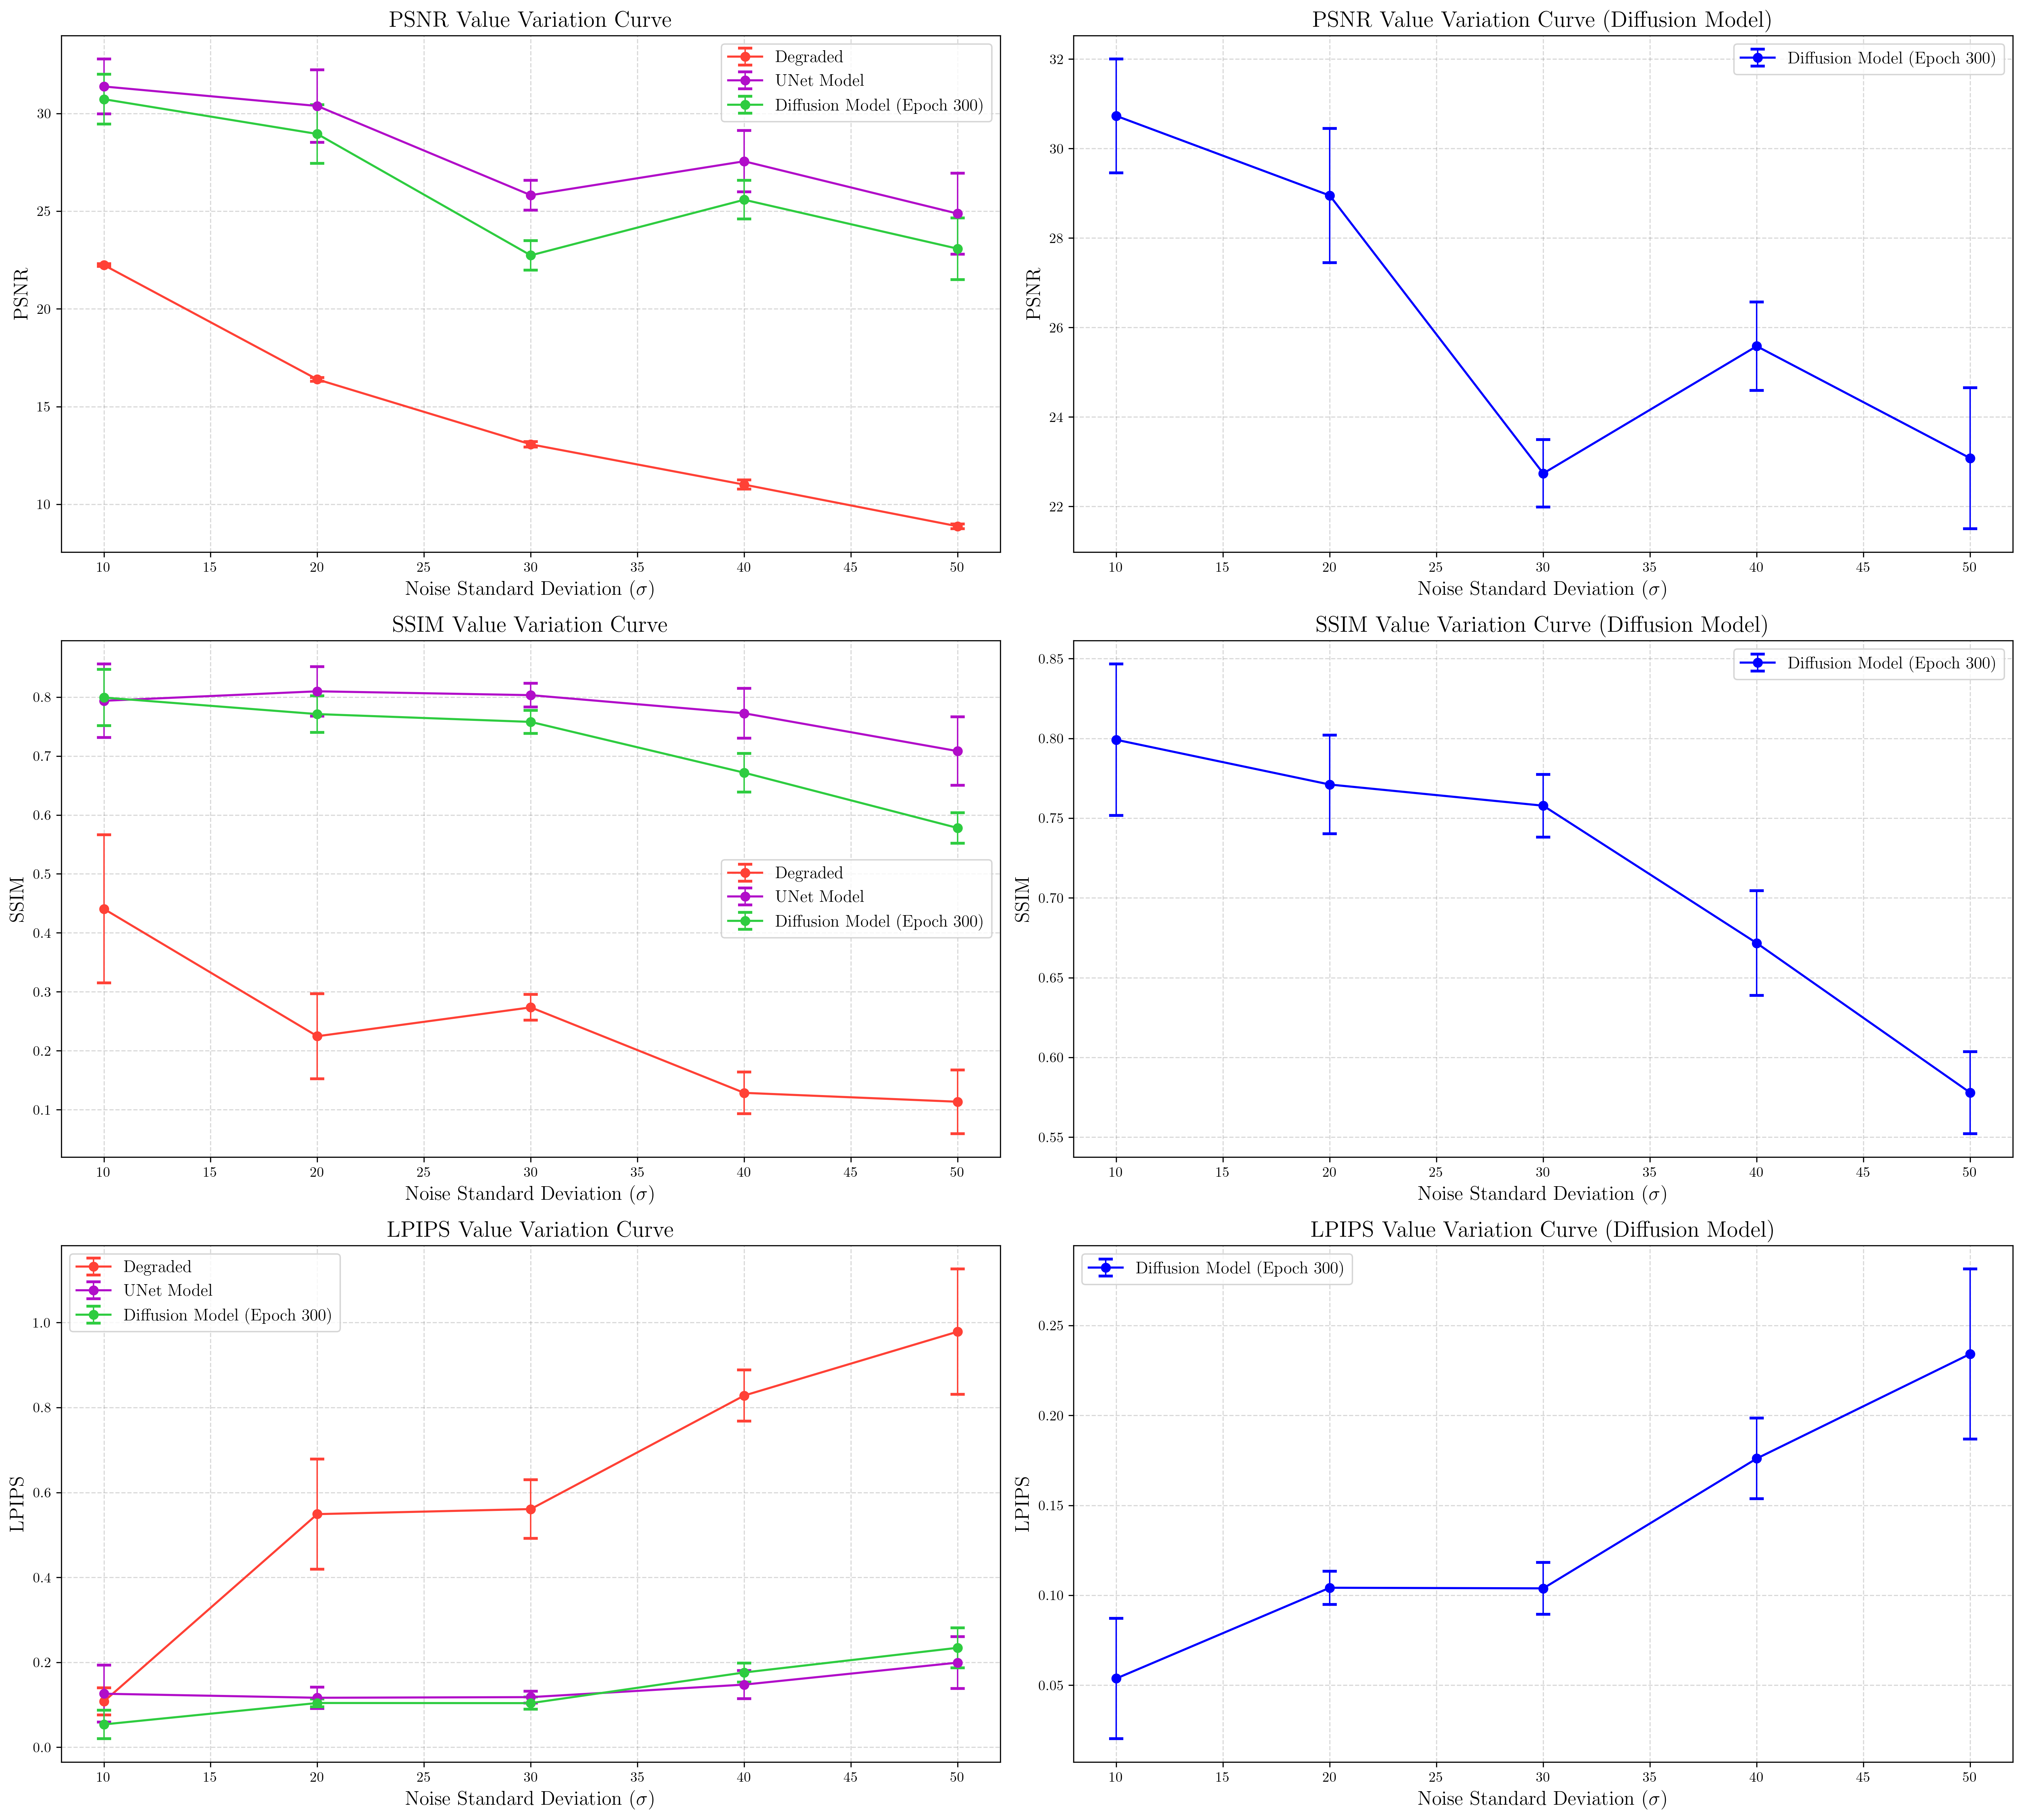 PSNR Value Variation Curve
Degraded
UNet Model
Diffusion Model (Epoch 300)
PSNR
30
25
20
15
10
10 15 20 25 30 35 40 45 50
Noise Standard Deviation (σ)
PSNR Value Variation Curve (Diffusion Model)
Diffusion Model (Epoch 300)
PSNR
32
30
28
26
24
22
10 15 20 25 30 35 40 45 50
Noise Standard Deviation (σ)
SSIM Value Variation Curve
Degraded
UNet Model
Diffusion Model (Epoch 300)
SSIM
0.8
0.7
0.6
0.5
0.4
0.3
0.2
0.1
10 15 20 25 30 35 40 45 50
Noise Standard Deviation (σ)
SSIM Value Variation Curve (Diffusion Model)
Diffusion Model (Epoch 300)
SSIM
0.85
0.80
0.75
0.70
0.65
0.60
0.55
10 15 20 25 30 35 40 45 50
Noise Standard Deviation (σ)
LPIPS Value Variation Curve
Degraded
UNet Model
Diffusion Model (Epoch 300)
LPIPS
1.0
0.8
0.6
0.4
0.2
0.0
10 15 20 25 30 35 40 45 50
Noise Standard Deviation (σ)
LPIPS Value Variation Curve (Diffusion Model)
Diffusion Model (Epoch 300)
LPIPS
0.25
0.20
0.15
0.10
0.05
10 15 20 25 30 35 40 45 50
Noise Standard Deviation (σ)